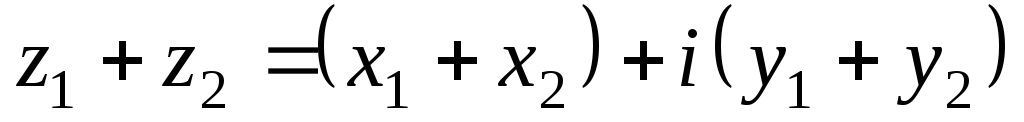 z₁ + z₂ = (x₁ + x₂) + i(y₁ + y₂)